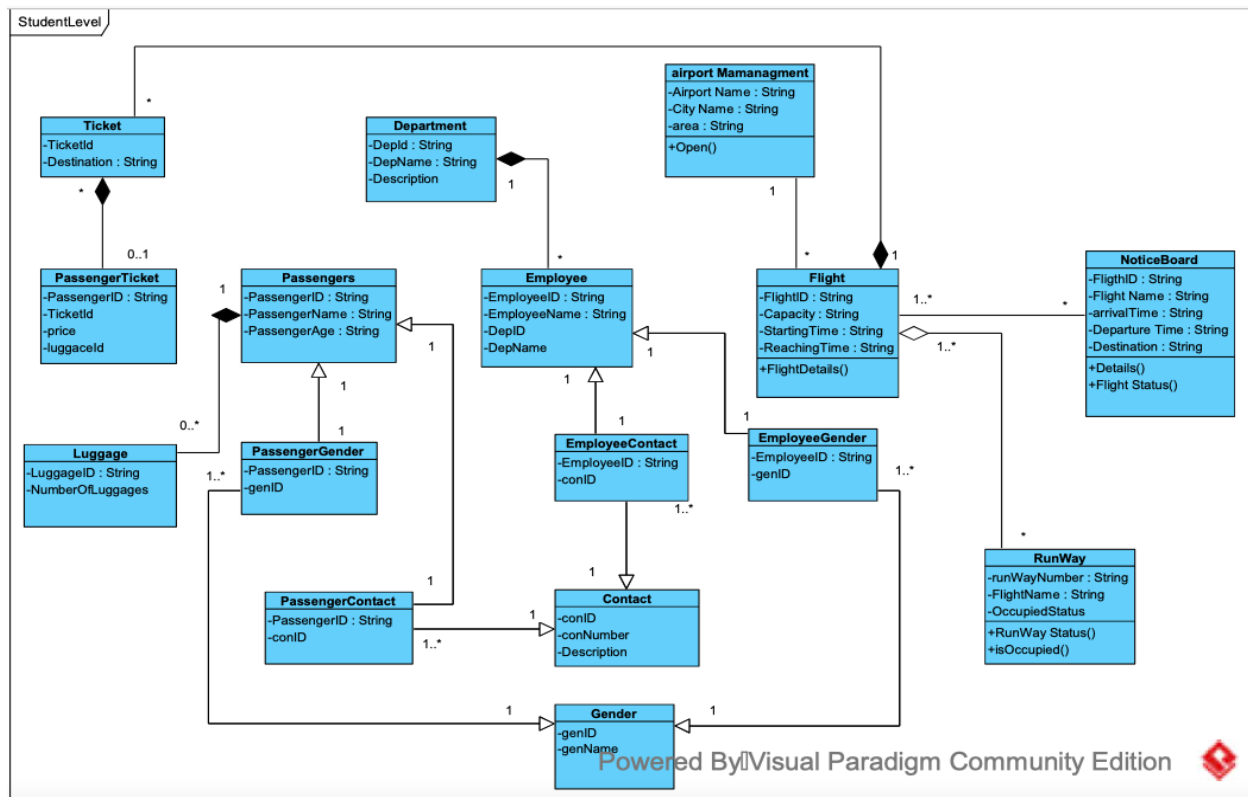 StudentLevel
*
Ticket
-TicketId
-Destination : String
*
0..1
PassengerTicket
-PassengerID : String
-TicketId
-price
-luggaceId
Department
-DepId : String
-DepName : String
-Description
1
*
airport Mamanagment
-Airport Name : String
-City Name : String
-area : String
+Open()
1
*
1
Passengers
-PassengerID : String
-PassengerName : String
-PassengerAge : String
1
1
1
Employee
-EmployeeID : String
-EmployeeName : String
-DepID
-DepName
1
1
Flight
-FlightID : String
-Capacity : String
-StartingTime : String
-ReachingTime : String
+FlightDetails()
1
1..*
*
1..*
NoticeBoard
-FligthID : String
-Flight Name : String
-arrivalTime : String
-Departure Time : String
-Destination : String
+Details()
+Flight Status()
0..*
Luggage
-LuggageID : String
-NumberOfLuggages
1
PassengerGender
-PassengerID : String
-genID
1..*
1
EmployeeContact
-EmployeeID : String
-conID
1..*
1
1
EmployeeGender
-EmployeeID : String
-genID
1..*
*
RunWay
-runWayNumber : String
-FlightName : String
-OccupiedStatus
+RunWay Status()
+isOccupied()
1
PassengerContact
-PassengerID : String
-conID
1..*
1
Contact
-conID
-conNumber
-Description
1
1
Gender
-genID
-genName
Powered By Visual Paradigm Community Edition